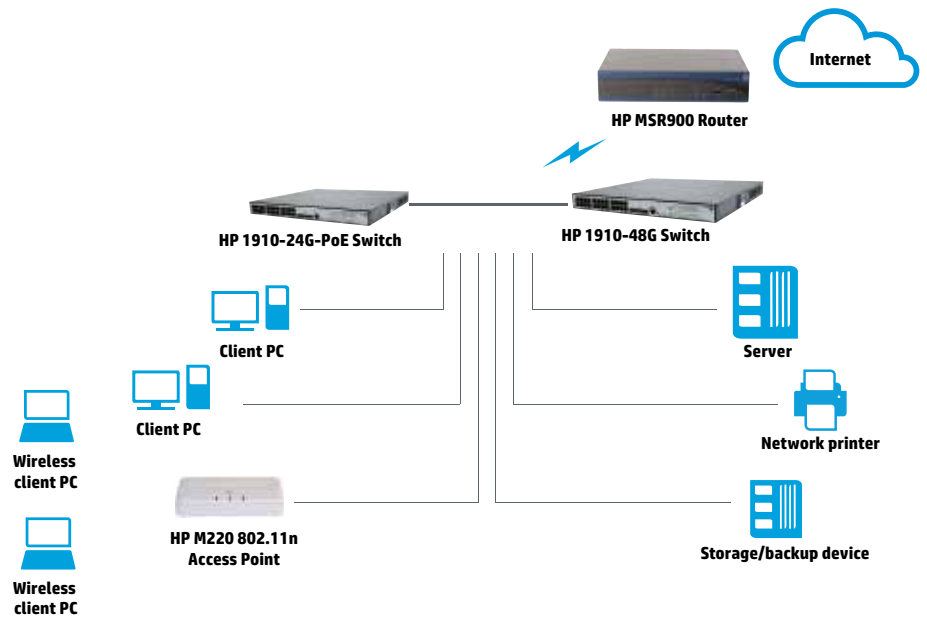 Internet
HP MSR900 Router
HP 1910-24G-PoE Switch
HP 1910-48G Switch
Client PC
Server
Client PC
Network printer
Wireless
client PC
HP M220 802.11n
Access Point
Storage/backup device
Wireless
client PC